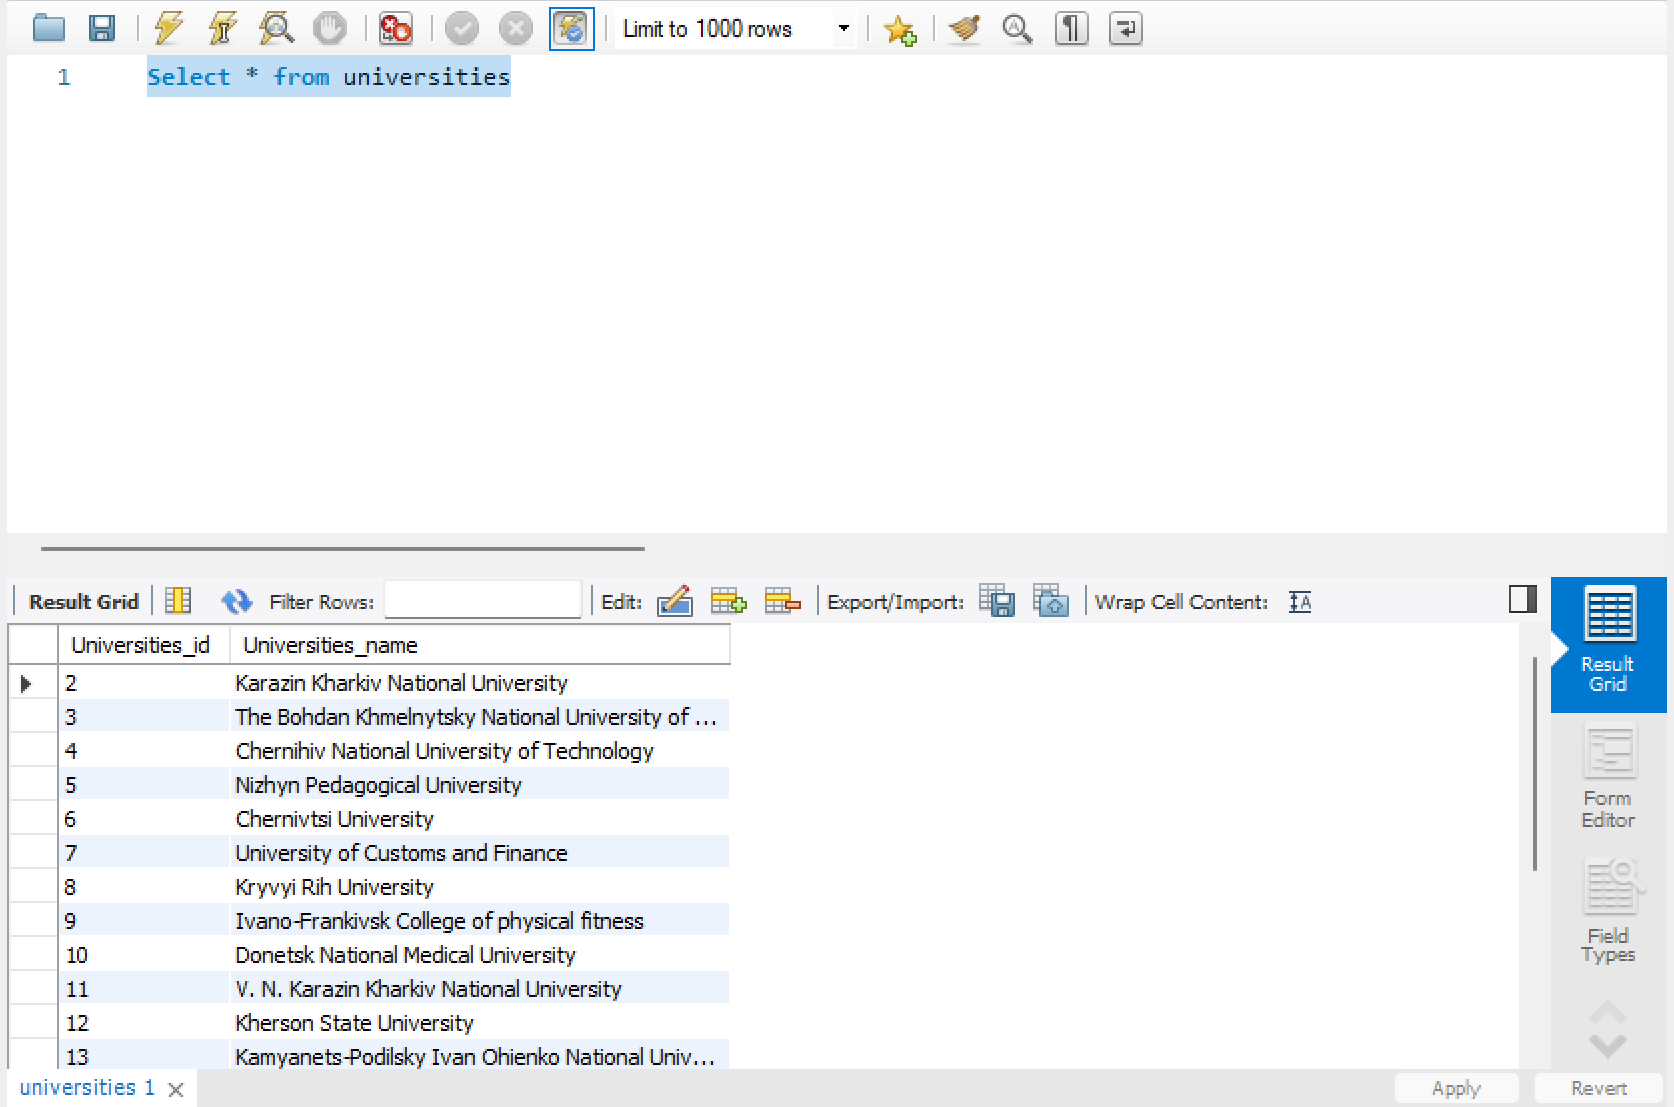 Limit to 1000 rows
1 Select * from universities
Result Grid Filter Rows: Edit: Export/Import: Wrap Cell Content:
Universities_id Universities_name
2 Karazin Kharkiv National University
3 The Bohdan Khmelnytsky National University of ...
4 Chernihiv National University of Technology
5 Nizhyn Pedagogical University
6 Chernivtsi University
7 University of Customs and Finance
8 Kryvyi Rih University
9 Ivano-Frankivsk College of physical fitness
10 Donetsk National Medical University
11 V. N. Karazin Kharkiv National University
12 Kherson State University
13 Kamyanets-Podilsky Ivan Ohienko National Univ...
Result
Grid
Form
Editor
Field
Types
universities 1
Apply Revert